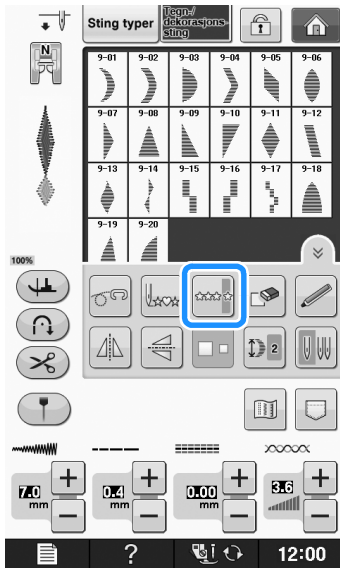 Sting typer
Tegn-/
dekorasjons-
sting
N
9-01 9-02 9-03 9-04 9-05 9-06
9-07 9-08 9-09 9-10 9-11 9-12
9-13 9-14 9-15 9-16 9-17 9-18
9-19 9-20
100%
2
7.0
mm
0.4
mm
0.00
mm
3.6
+ + + +
− − − −
? 12:00